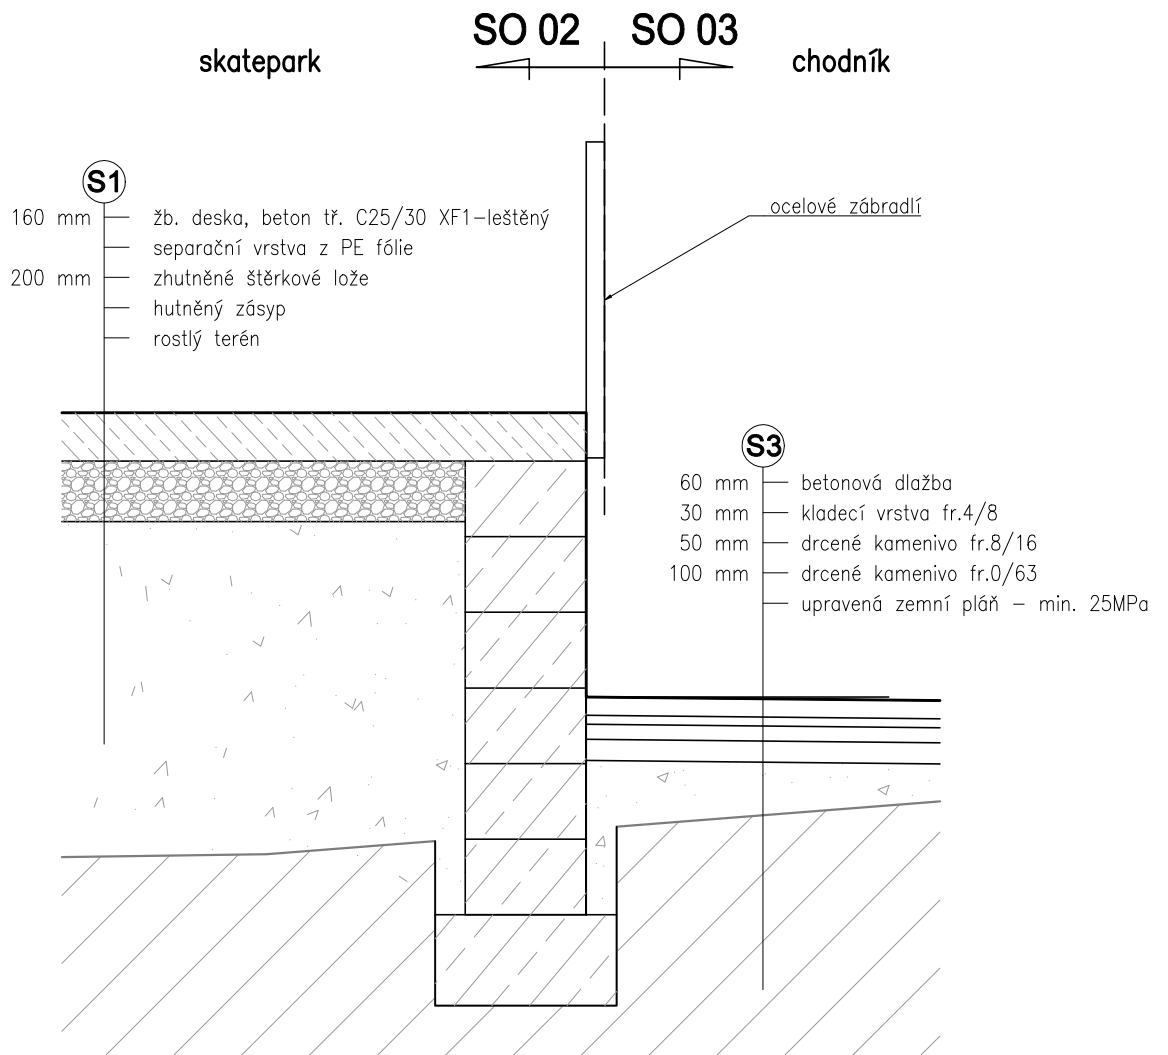 SO 02 SO 03
skatepark
chodník
S1
160 mm žb. deska, beton tř. C25/30 XF1-leštěný
separační vrstva z PE fólie
200 mm zhutněné štěrkové lože
hutněný zásyp
rostlý terén
ocelové zábradlí
S3
60 mm betonová dlažba
30 mm kladecí vrstva fr.4/8
50 mm drcené kamenivo fr.8/16
100 mm drcené kamenivo fr.0/63
upravená zemní pláň – min. 25MPa